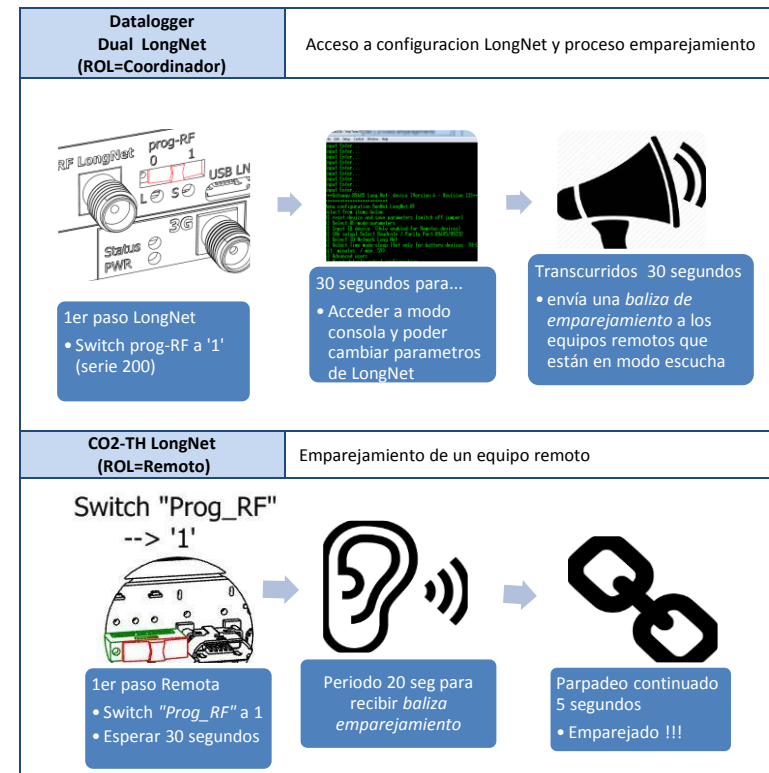 Datalogger
Dual LongNet
(ROL=Coordinador)
Acceso a configuracion LongNet y proceso emparejamiento
RF LongNet
prog-RF
0 1
USB LN
L S
3G
Status
PWR
1er paso LongNet
• Switch prog-RF a '1'
(serie 200)
30 segundos para...
• Acceder a modo
consola y poder
cambiar parametros
de LongNet
Transcurridos 30 segundos
• envía una baliza de
emparejamiento a los
equipos remotos que
están en modo escucha
CO2-TH LongNet
(ROL=Remoto)
Emparejamiento de un equipo remoto
Switch "Prog_RF"
--> '1'
1er paso Remota
• Switch "Prog_RF" a 1
• Esperar 30 segundos
Periodo 20 seg para
recibir baliza
emparejamiento
Parpadeo continuado
5 segundos
• Emparejado !!!